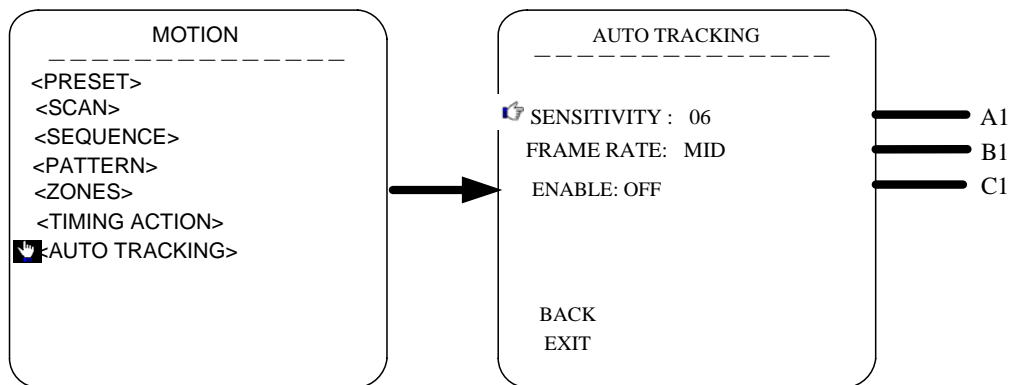 MOTION
<PRESET>
<SCAN>
<SEQUENCE>
<PATTERN>
<ZONES>
<TIMING ACTION>
<AUTO TRACKING>
AUTO TRACKING
SENSITIVITY : 06
FRAME RATE: MID
ENABLE: OFF
BACK
EXIT
A1
B1
C1